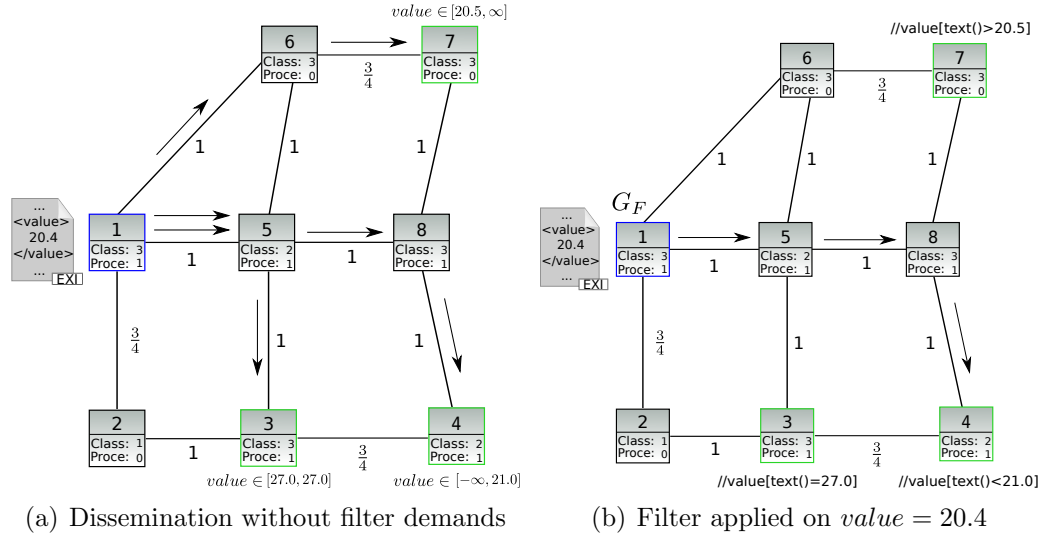 value ∈ [20.5, ∞]
6
Class: 3
Proce: 0
3/4
7
Class: 3
Proce: 0
1
1
1
...
<value>
20.4
</value>
...
EXI
1
Class: 3
Proce: 1
1
5
Class: 2
Proce: 1
1
8
Class: 3
Proce: 1
3/4
1
1
2
Class: 1
Proce: 0
1
3
Class: 3
Proce: 1
3/4
4
Class: 2
Proce: 1
value ∈ [27.0, 27.0]
value ∈ [-∞, 21.0]
(a) Dissemination without filter demands
//value[text()>20.5]
6
Class: 3
Proce: 0
3/4
7
Class: 3
Proce: 0
1
1
1
G_F
...
<value>
20.4
</value>
...
EXI
1
Class: 3
Proce: 1
1
5
Class: 2
Proce: 1
1
8
Class: 3
Proce: 1
3/4
1
1
2
Class: 1
Proce: 0
1
3
Class: 3
Proce: 1
3/4
4
Class: 2
Proce: 1
//value[text()=27.0]
//value[text()<21.0]
(b) Filter applied on value = 20.4